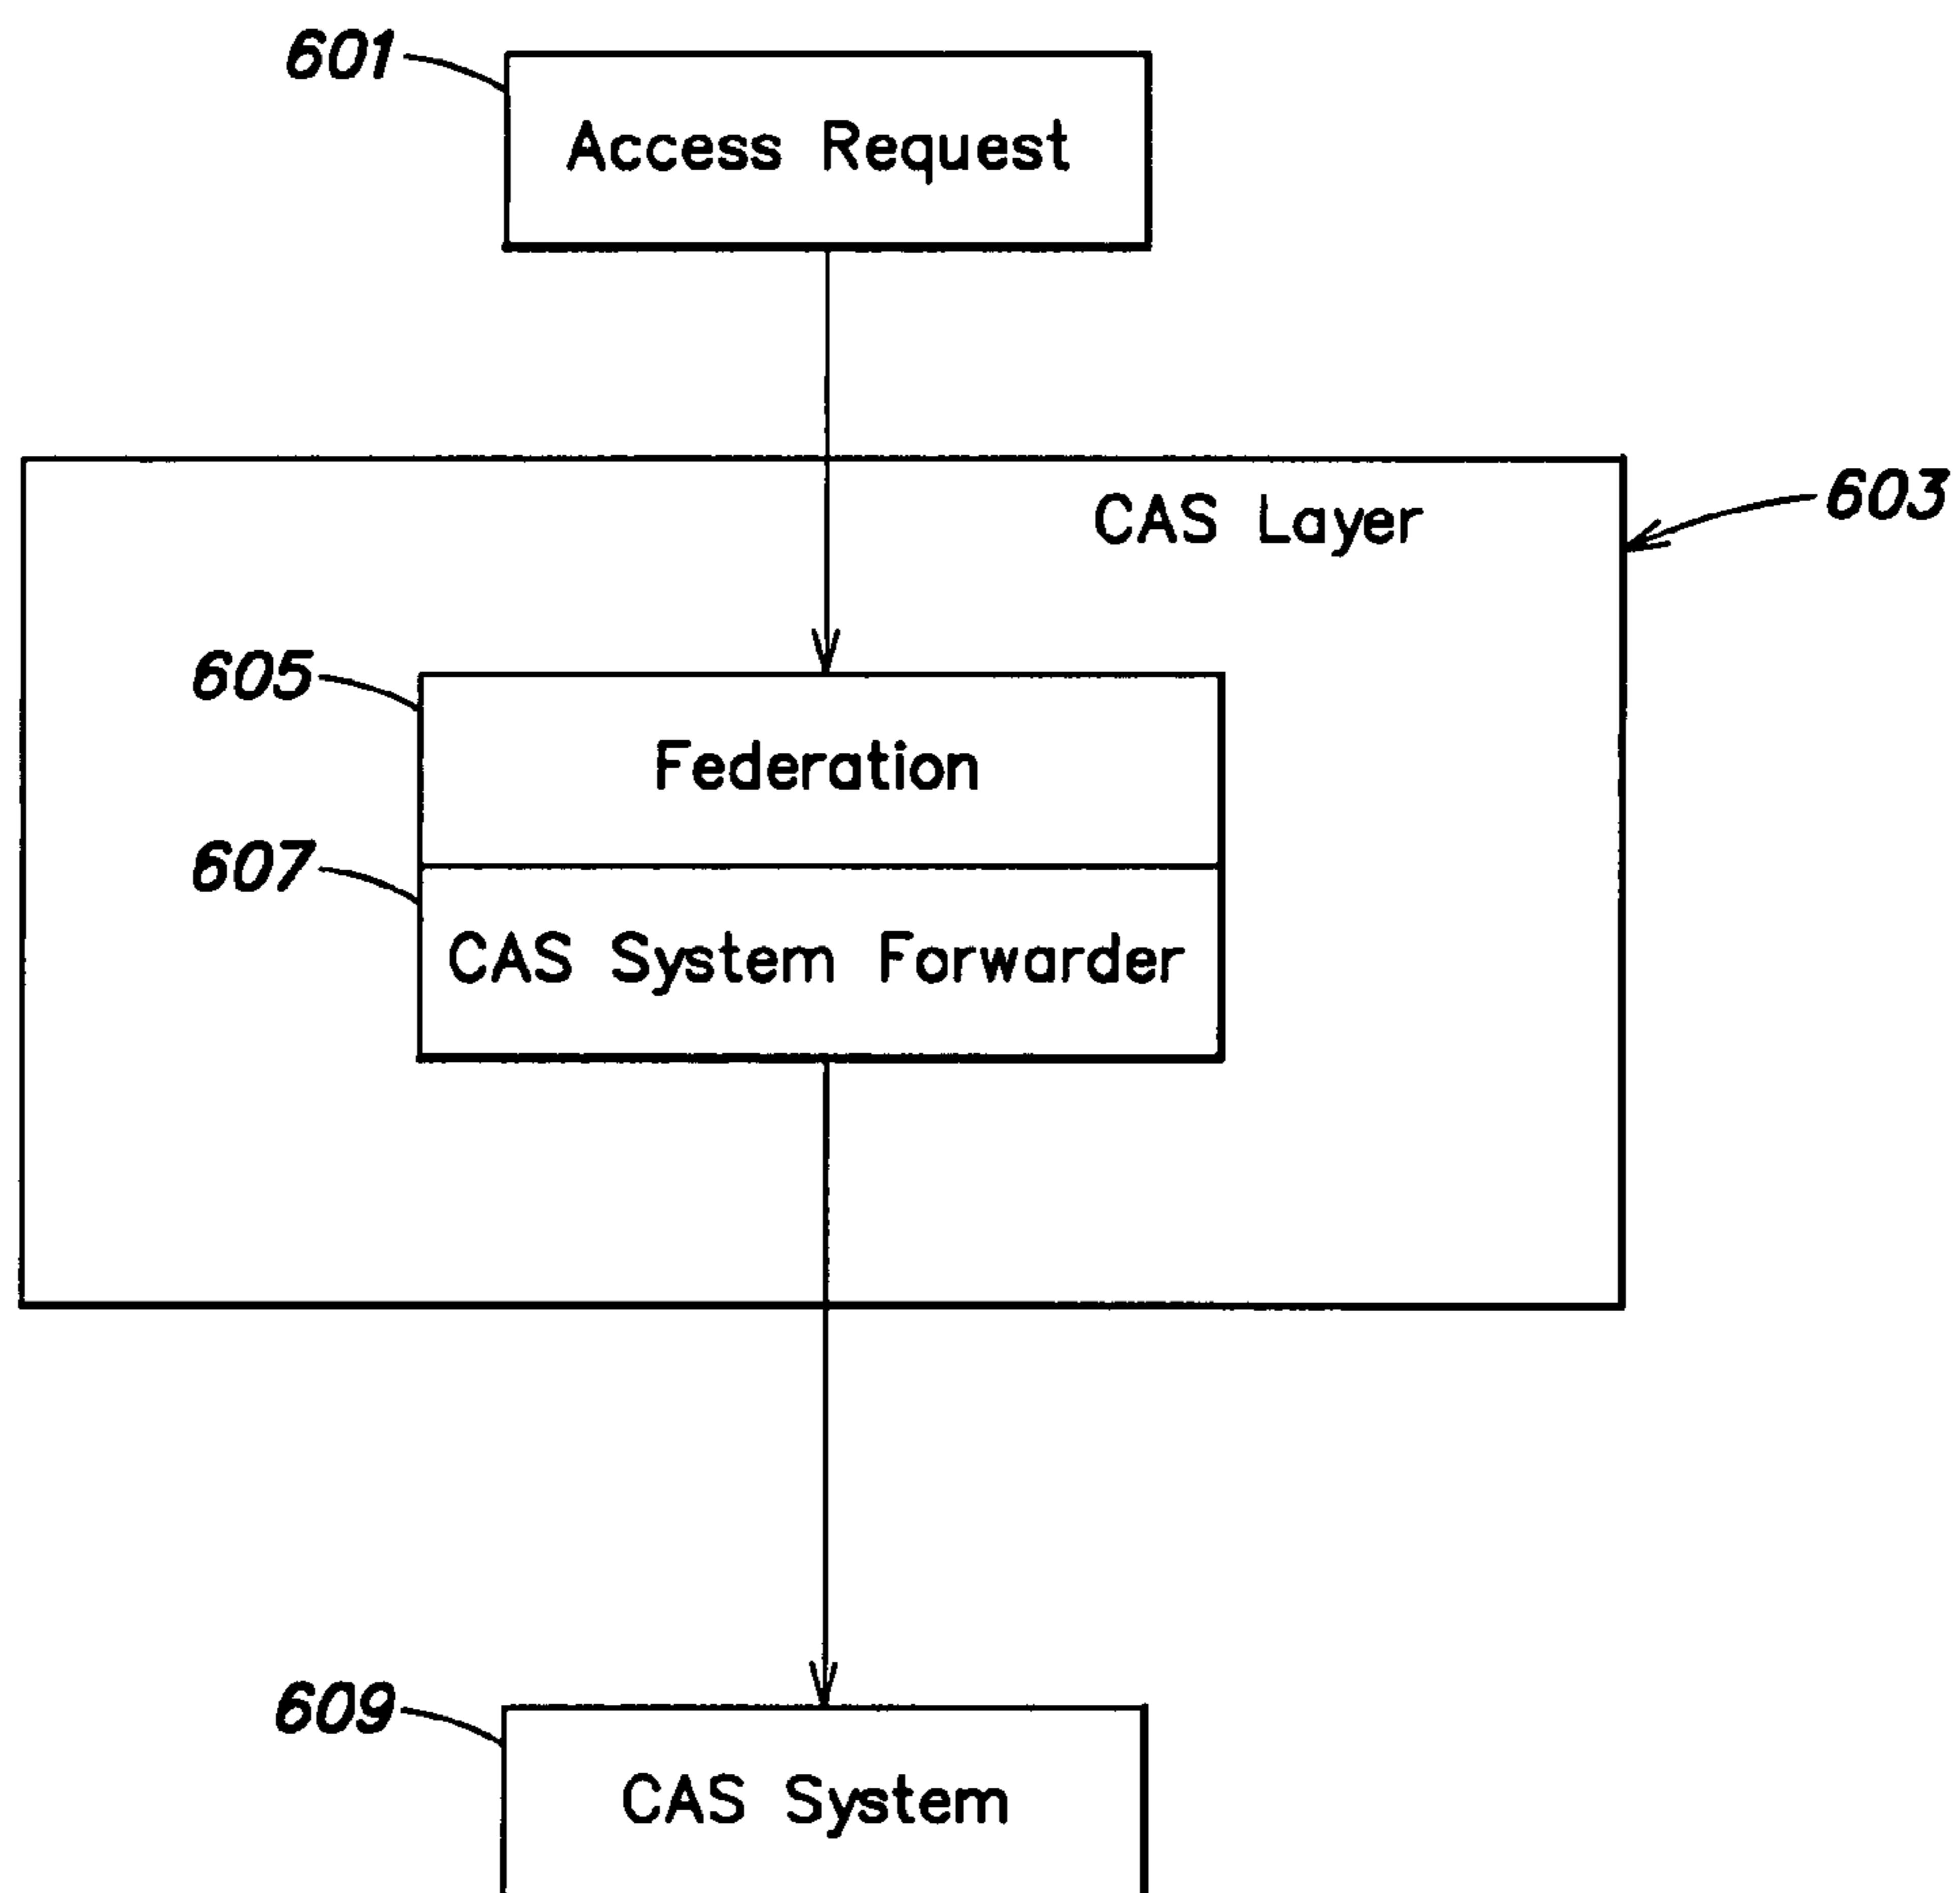 601
Access Request
CAS Layer
603
605
Federation
607
CAS System Forwarder
609
CAS System